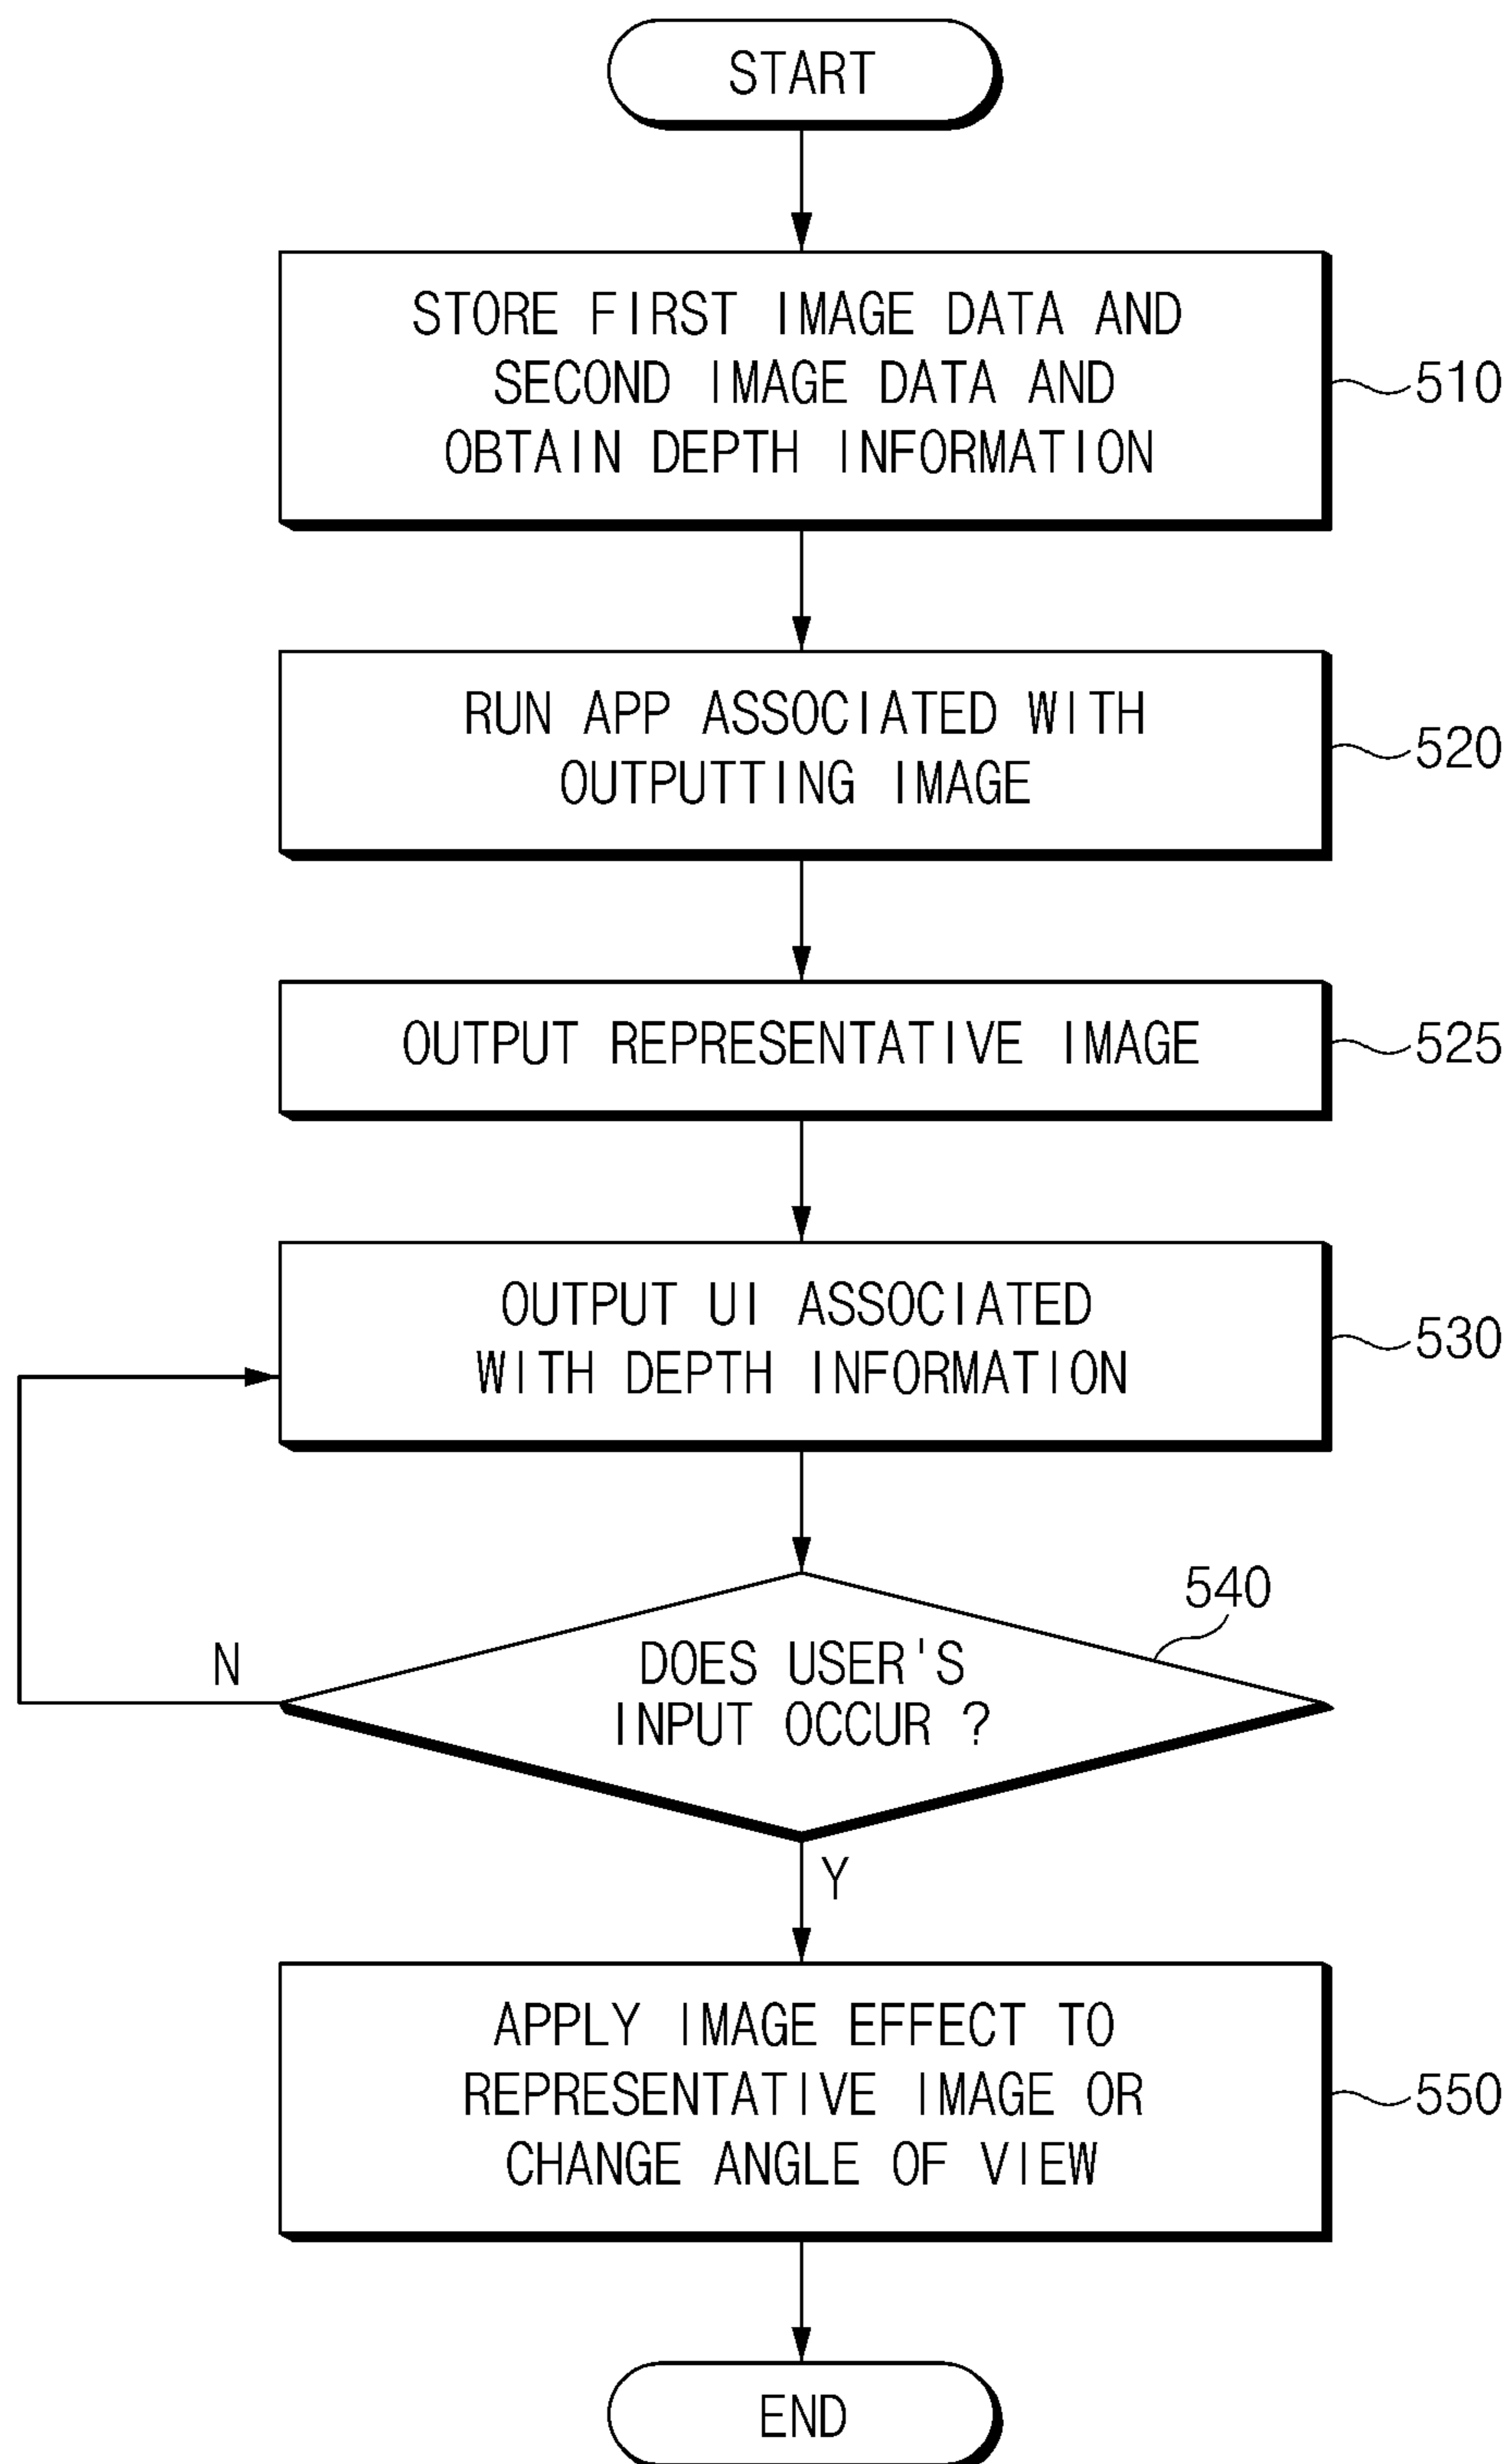 START
STORE FIRST IMAGE DATA AND
SECOND IMAGE DATA AND
OBTAIN DEPTH INFORMATION
510
RUN APP ASSOCIATED WITH
OUTPUTTING IMAGE
520
OUTPUT REPRESENTATIVE IMAGE
525
OUTPUT UI ASSOCIATED
WITH DEPTH INFORMATION
530
540
N
DOES USER'S
INPUT OCCUR ?
Y
APPLY IMAGE EFFECT TO
REPRESENTATIVE IMAGE OR
CHANGE ANGLE OF VIEW
550
END